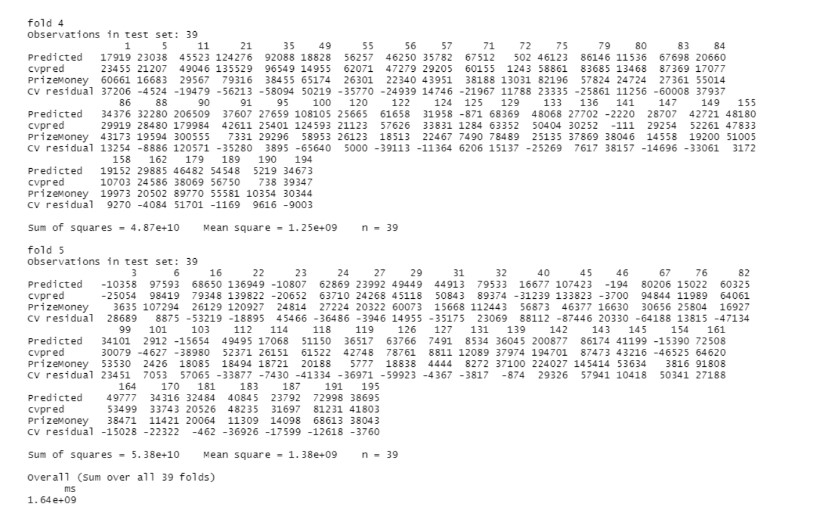 fold 4
Observations in test set: 39
1 5 11 21 35 49 55 56 57 71 72 75 79 80 83 84
Predicted 17919 23038 45523 124276 92088 18828 56257 46250 35782 67512 502 46123 86146 11536 67698 20660
cvpred 23455 21207 49046 135529 96549 14955 62071 47279 29205 60155 1243 58861 83685 13468 87369 17077
PrizeMoney 60661 16683 29567 79316 38455 65174 26301 22340 43951 38188 13031 82196 57824 24724 27361 55014
CV residual 37206 -4524 -19479 -56213 -58094 50219 -35770 -24939 14746 -21967 11788 23335 -25861 11256 -60008 37937
86 88 90 91 95 100 120 122 124 125 129 133 136 141 147 149 155
Predicted 34376 32280 206509 37607 27659 108105 25665 61658 31958 -871 68369 48068 27702 -2220 28707 42721 48180
cvpred 29919 28480 179984 42611 25401 124593 21123 57626 33831 1284 63352 50404 30252 -111 29254 52261 47833
PrizeMoney 43173 19594 300555 7331 29296 58953 26123 18513 22467 7490 78489 25135 37869 38046 14558 19200 51005
CV residual 13254 -8886 120571 -35280 3895 -65640 5000 -39113 -11364 6206 15137 -25269 7617 38157 -14696 -33061 3172
158 162 179 189 190 194
Predicted 19152 29885 46482 54548 5219 34673
cvpred 10703 24586 38069 56750 738 39347
PrizeMoney 19973 20502 89770 55581 10354 30344
CV residual 9270 -4084 51701 -1169 9616 -9003
Sum of squares = 4.87e+10 Mean square = 1.25e+09 n = 39
fold 5
Observations in test set: 39
3 6 16 22 23 24 27 29 31 32 40 45 46 67 76 82
Predicted -10358 97593 68650 136949 -10807 62869 23992 49449 44913 79533 16677 107423 -194 80206 15022 60325
cvpred -25054 98419 79348 139822 -20652 63710 24268 45118 50843 89374 -31239 133823 -3700 94844 11989 64061
PrizeMoney 3635 107294 26129 120927 24814 27224 20322 60073 15668 112443 56873 46377 16630 30656 25804 16927
CV residual 28689 8875 -53219 -18895 45466 -36486 -3946 14955 -35175 23069 88112 -87446 20330 -64188 13815 -47134
99 101 103 112 114 118 119 126 127 131 139 142 143 145 154 161
Predicted 34101 2912 -15654 49495 17068 51150 36517 63766 7491 8534 36045 200877 86174 41199 -15390 72508
cvpred 30079 -4627 -38980 52371 26151 61522 42748 78761 8811 12089 37974 194701 87473 43216 -46525 64620
PrizeMoney 53530 2426 18085 18494 18721 20188 5777 18838 4444 8272 37100 224027 145414 53634 3816 91808
CV residual 23451 7053 57065 -33877 -7430 -41334 -36971 -59923 -4367 -3817 -874 29326 57941 10418 50341 27188
164 170 181 183 187 191 195
Predicted 49777 34316 32484 40845 23792 72998 38695
cvpred 53499 33743 20526 48235 31697 81231 41803
PrizeMoney 38471 11421 20064 11309 14098 68613 38043
CV residual -15028 -22322 -462 -36926 -17599 -12618 -3760
Sum of squares = 5.38e+10 Mean square = 1.38e+09 n = 39
Overall (Sum over all 39 folds)
ms
1.64e+09